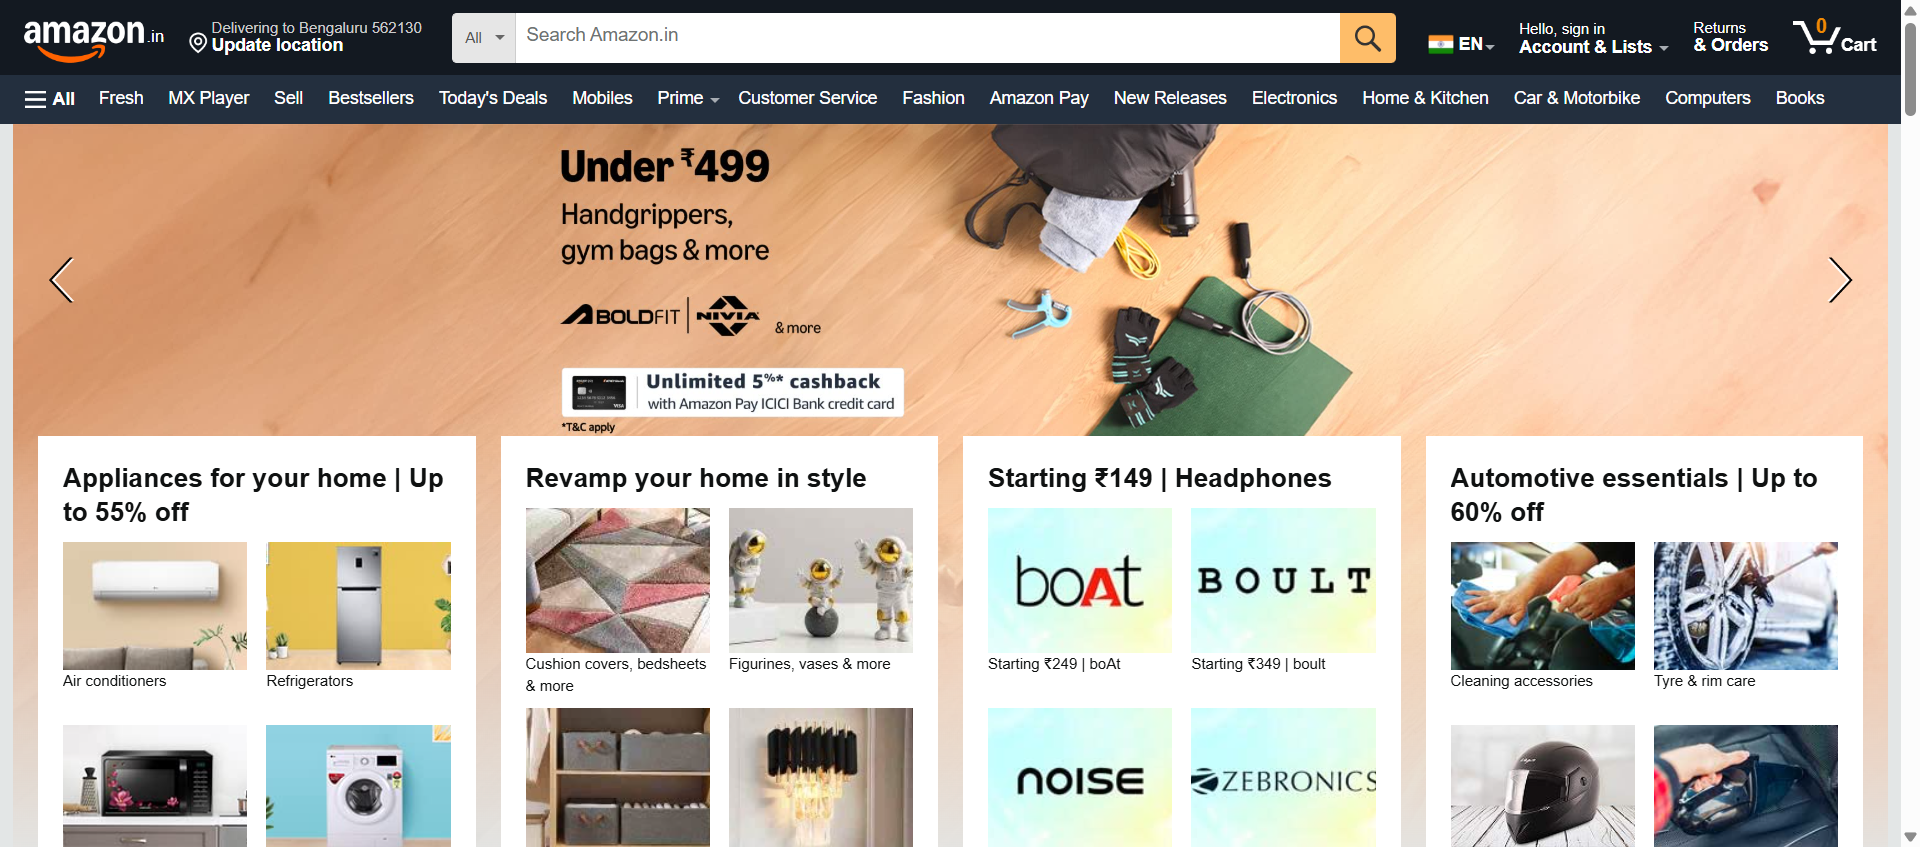 amazon.in
Delivering to Bengaluru 562130
Update location
All
Search Amazon.in
EN
Hello, sign in
Account & Lists
Returns
& Orders
0
Cart
All
Fresh
MX Player
Sell
Bestsellers
Today's Deals
Mobiles
Prime
Customer Service
Fashion
Amazon Pay
New Releases
Electronics
Home & Kitchen
Car & Motorbike
Computers
Books
Under ₹499
Handgrippers,
gym bags & more
BOLDFIT
NIVIA
& more
Unlimited 5%* cashback
with Amazon Pay ICICI Bank credit card
*T&C apply
Appliances for your home | Up
to 55% off
Air conditioners
Refrigerators
Revamp your home in style
Cushion covers, bedsheets
& more
Figurines, vases & more
Starting ₹149 | Headphones
boAt
BOULT
Starting ₹249 | boAt
Starting ₹349 | boult
noise
ZEBRONICS
Automotive essentials | Up to
60% off
Cleaning accessories
Tyre & rim care